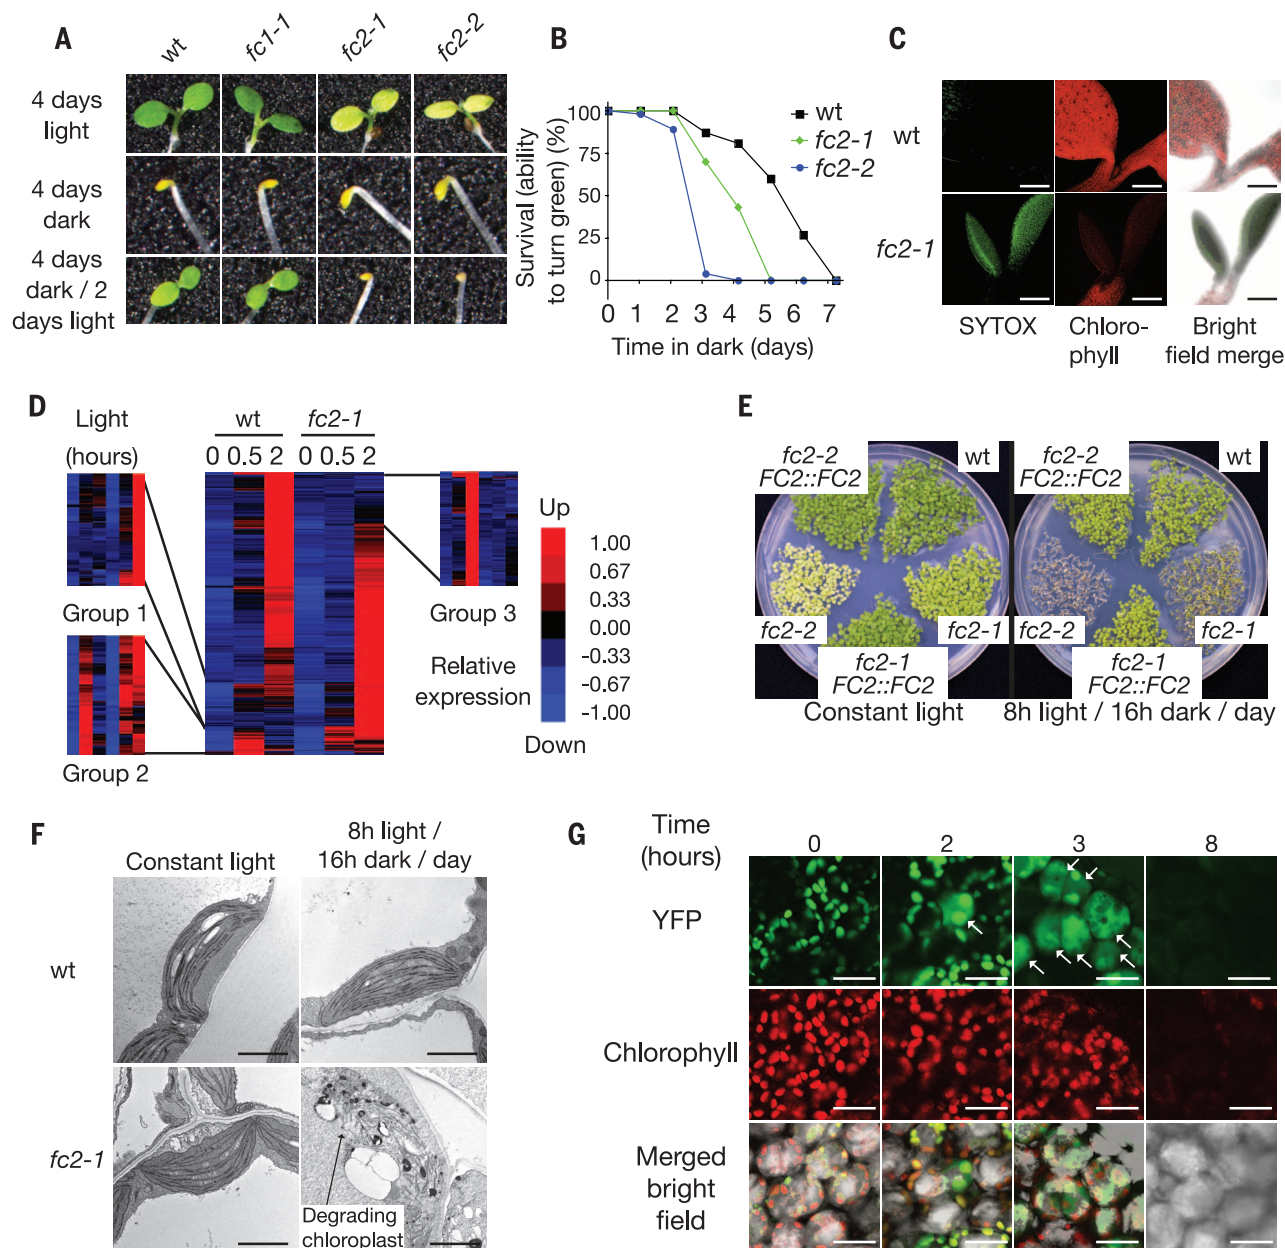 A
wt
fc1-1
fc2-1
fc2-2
4 days
light
4 days
dark
4 days
dark / 2
days light
B
Survival (ability
to turn green) (%)
100
75
50
25
0
0 1 2 3 4 5 6 7
Time in dark (days)
wt
fc2-1
fc2-2
C
wt
fc2-1
SYTOX
Chloro-
phyll
Bright
field merge
D
Light
(hours)
wt
fc2-1
0 0.5 2 0 0.5 2
Group 1
Group 2
Group 3
Relative
expression
Up
1.00
0.67
0.33
0.00
-0.33
-0.67
-1.00
Down
E
fc2-2
FC2::FC2
wt
fc2-2
fc2-1
fc2-1
FC2::FC2
Constant light
fc2-2
FC2::FC2
wt
fc2-2
fc2-1
fc2-1
FC2::FC2
8h light / 16h dark / day
F
Constant light
8h light /
16h dark / day
wt
fc2-1
Degrading
chloroplast
G
Time
(hours)
0 2 3 8
YFP
Chlorophyll
Merged
bright
field